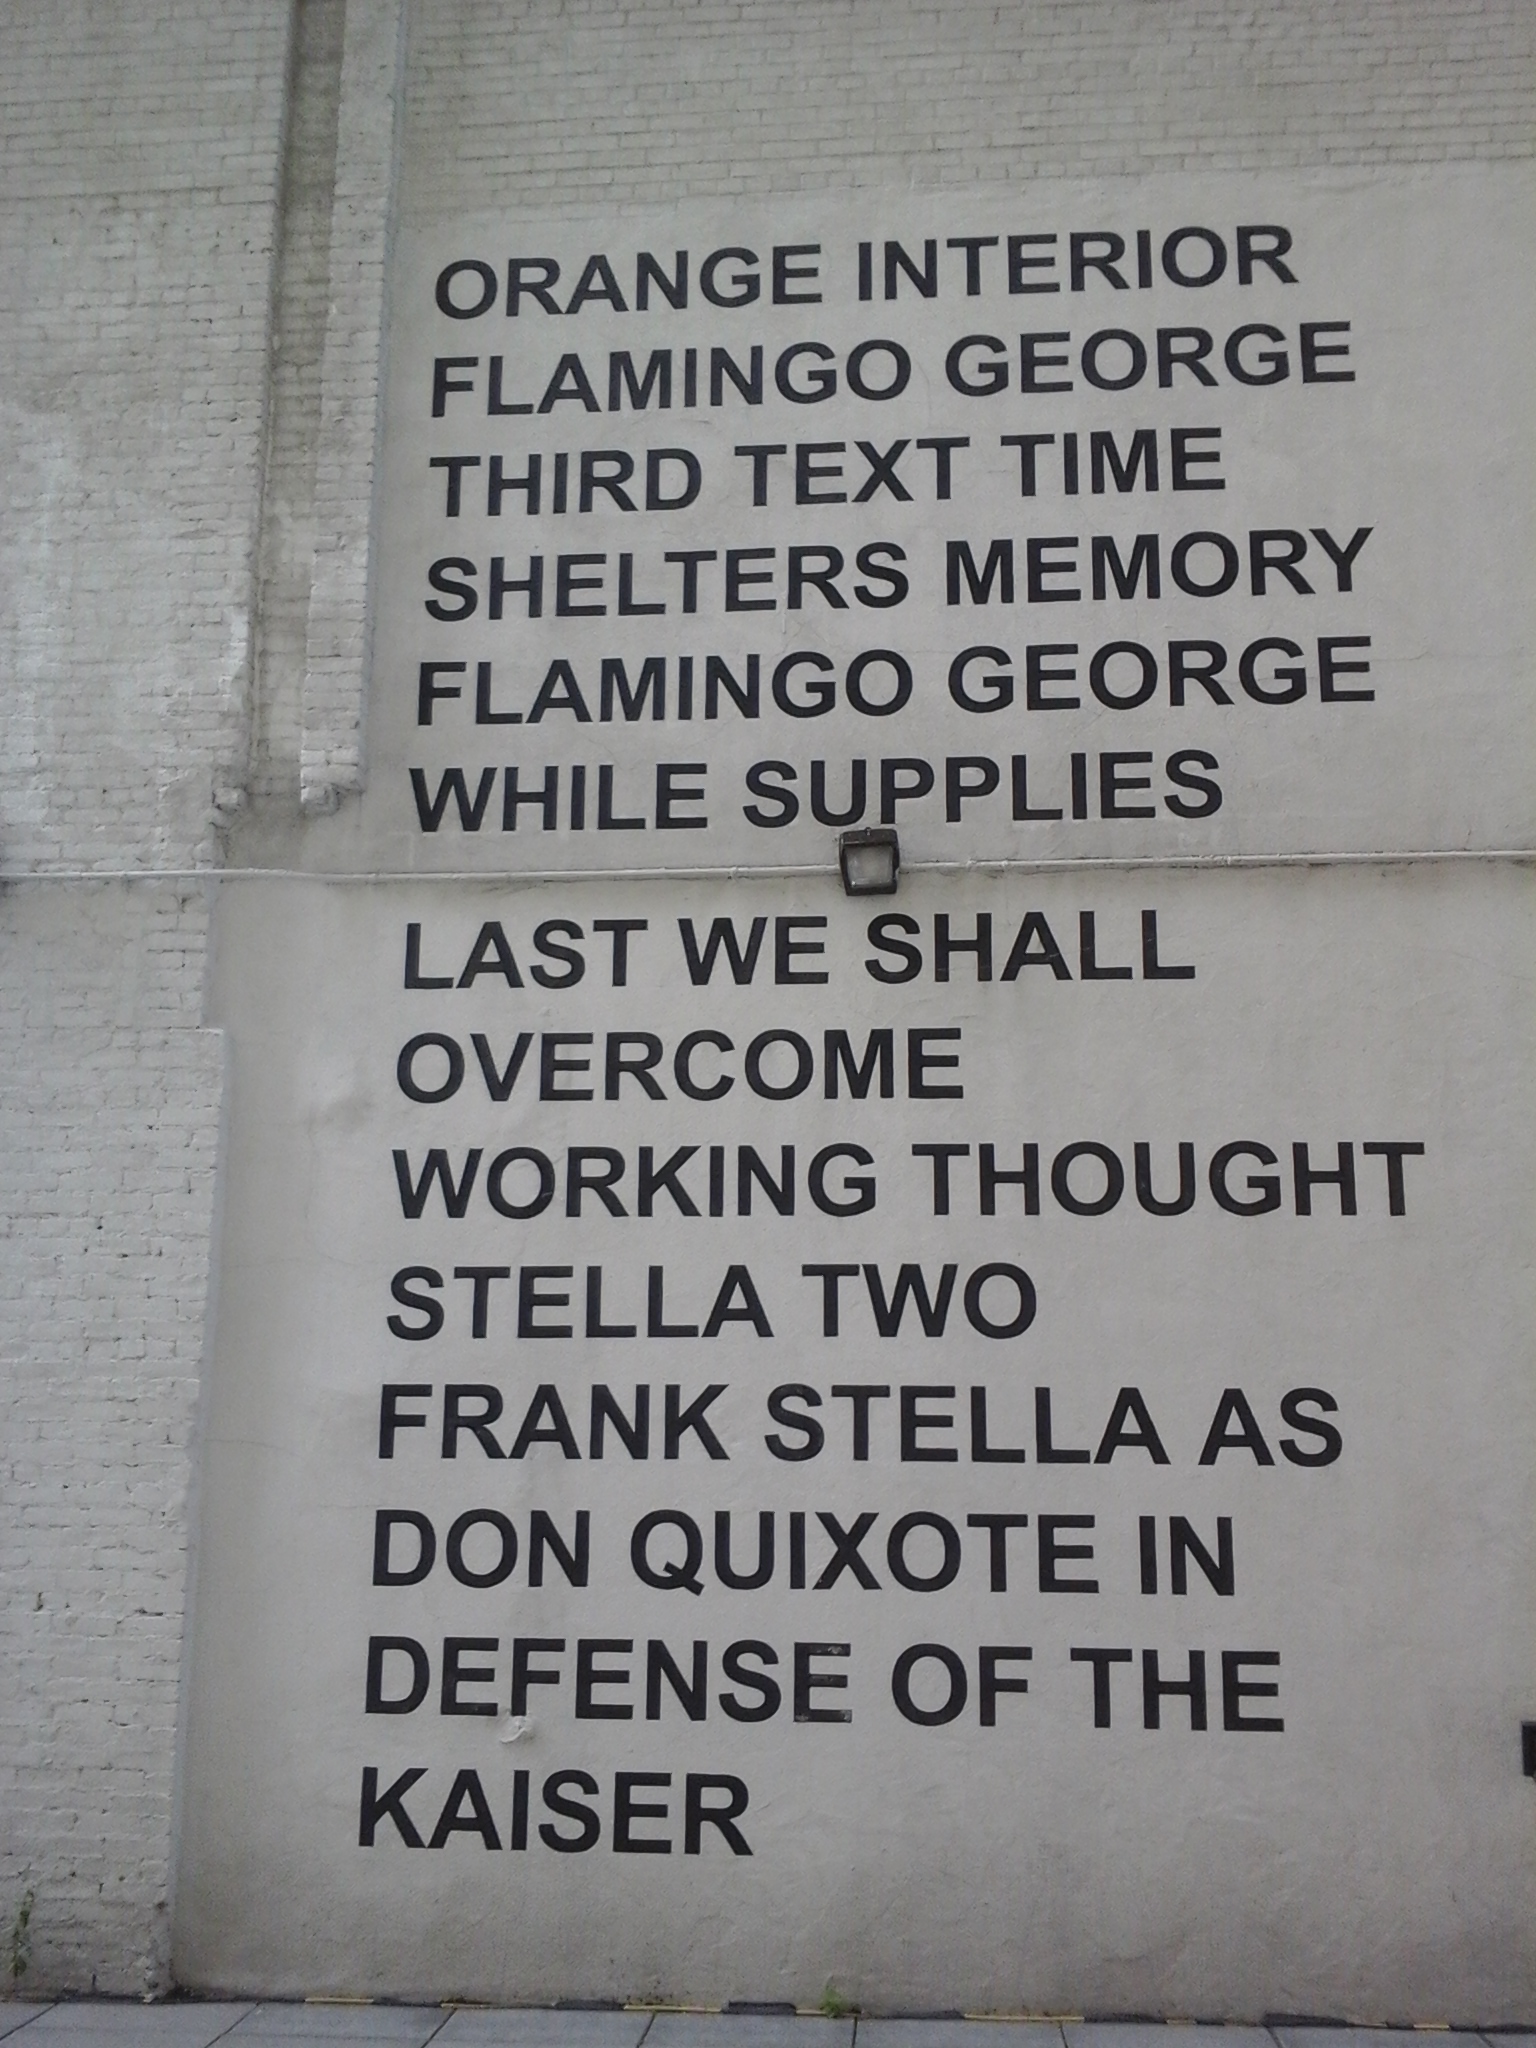 ORANGE INTERIOR
FLAMINGO GEORGE
THIRD TEXT TIME
SHELTERS MEMORY
FLAMINGO GEORGE
WHILE SUPPLIES
LAST WE SHALL
OVERCOME
WORKING THOUGHT
STELLA TWO
FRANK STELLA AS
DON QUIXOTE IN
DEFENSE OF THE
KAISER